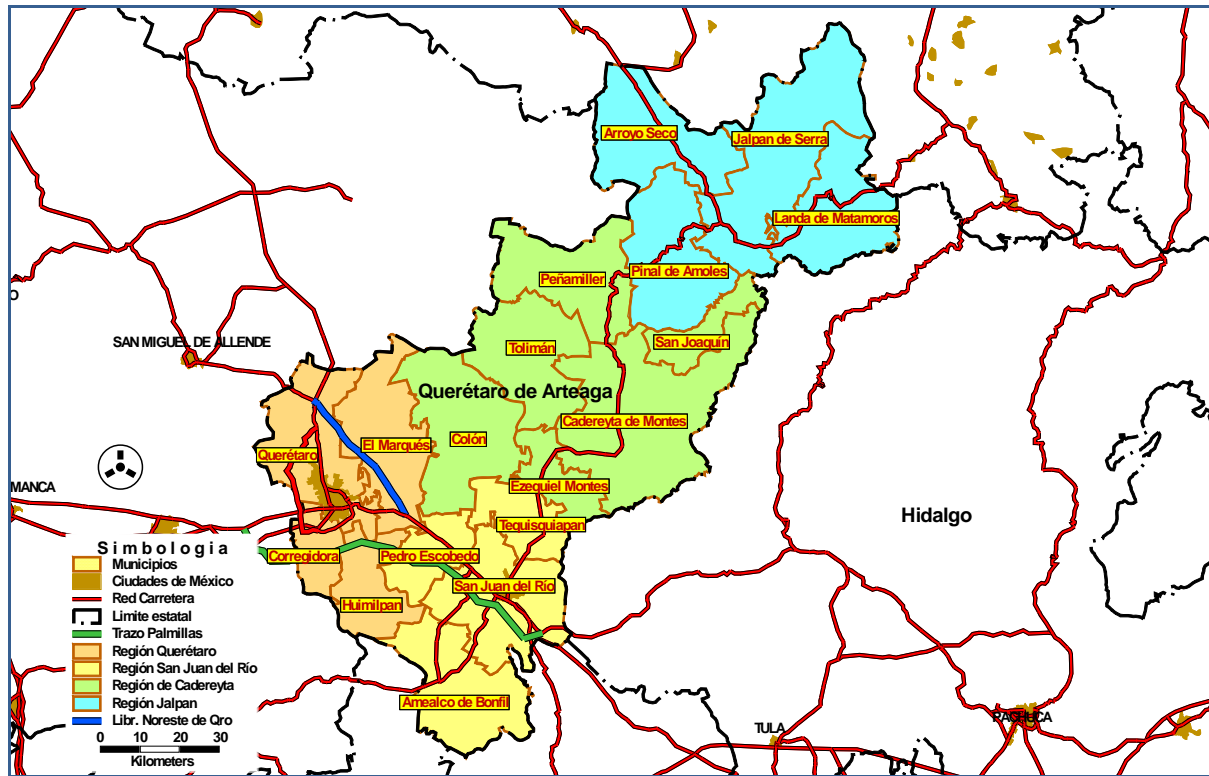 Arroyo Seco
Jalpan de Serra
Landa de Matamoros
Pinal de Amoles
Peñamiller
O
SAN MIGUEL DE ALLENDE
San Joaquín
Tolimán
Querétaro de Arteaga
Cadereyta de Montes
El Marqués
Colón
Querétaro
MANCA
Ezequiel Montes
Hidalgo
Tequisquiapan
Corregidora
Pedro Escobedo
San Juan del Río
Huimilpan
Amealco de Bonfil
PACHUCA
TULA
Simbologia
Municipios
Ciudades de México
Red Carretera
Limite estatal
Trazo Palmillas
Región Querétaro
Región San Juan del Río
Región de Cadereyta
Región Jalpan
Libr. Noreste de Qro
0 10 20 30
Kilometers